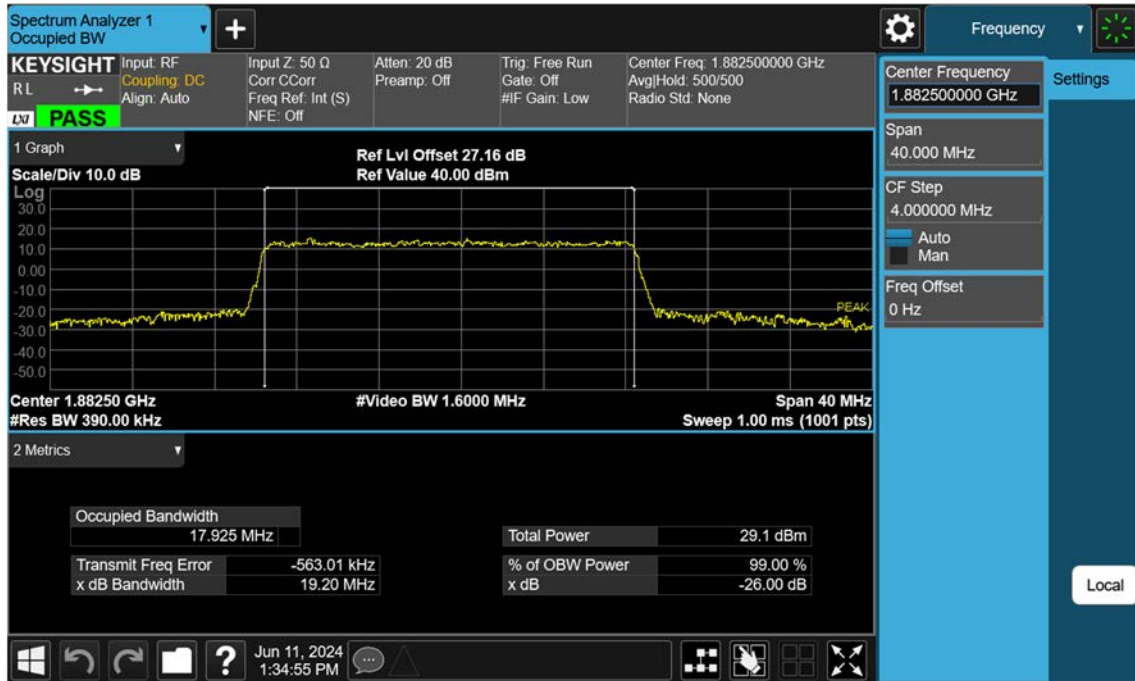 Spectrum Analyzer 1
Occupied BW
+
Frequency
KEYSIGHT
R L
LXI PASS
Input: RF
Coupling: DC
Align: Auto
Input Z: 50 Ω
Corr CCorr
Freq Ref: Int (S)
NFE: Off
Atten: 20 dB
Preamp: Off
Trig: Free Run
Gate: Off
#IF Gain: Low
Center Freq: 1.882500000 GHz
Avg|Hold: 500/500
Radio Std: None
Center Frequency
1.882500000 GHz
Settings
Span
40.000 MHz
CF Step
4.000000 MHz
Auto
Man
Freq Offset
0 Hz
Local
1 Graph
Scale/Div 10.0 dB
Ref Lvl Offset 27.16 dB
Ref Value 40.00 dBm
Log
30.0
20.0
10.0
0.00
-10.0
-20.0
-30.0
-40.0
-50.0
PEAK
Center 1.88250 GHz
#Video BW 1.6000 MHz
Span 40 MHz
#Res BW 390.00 kHz
Sweep 1.00 ms (1001 pts)
2 Metrics
Occupied Bandwidth
17.925 MHz
Total Power 29.1 dBm
Transmit Freq Error -563.01 kHz
% of OBW Power 99.00 %
x dB Bandwidth 19.20 MHz
x dB -26.00 dB
?
Jun 11, 2024
1:34:55 PM